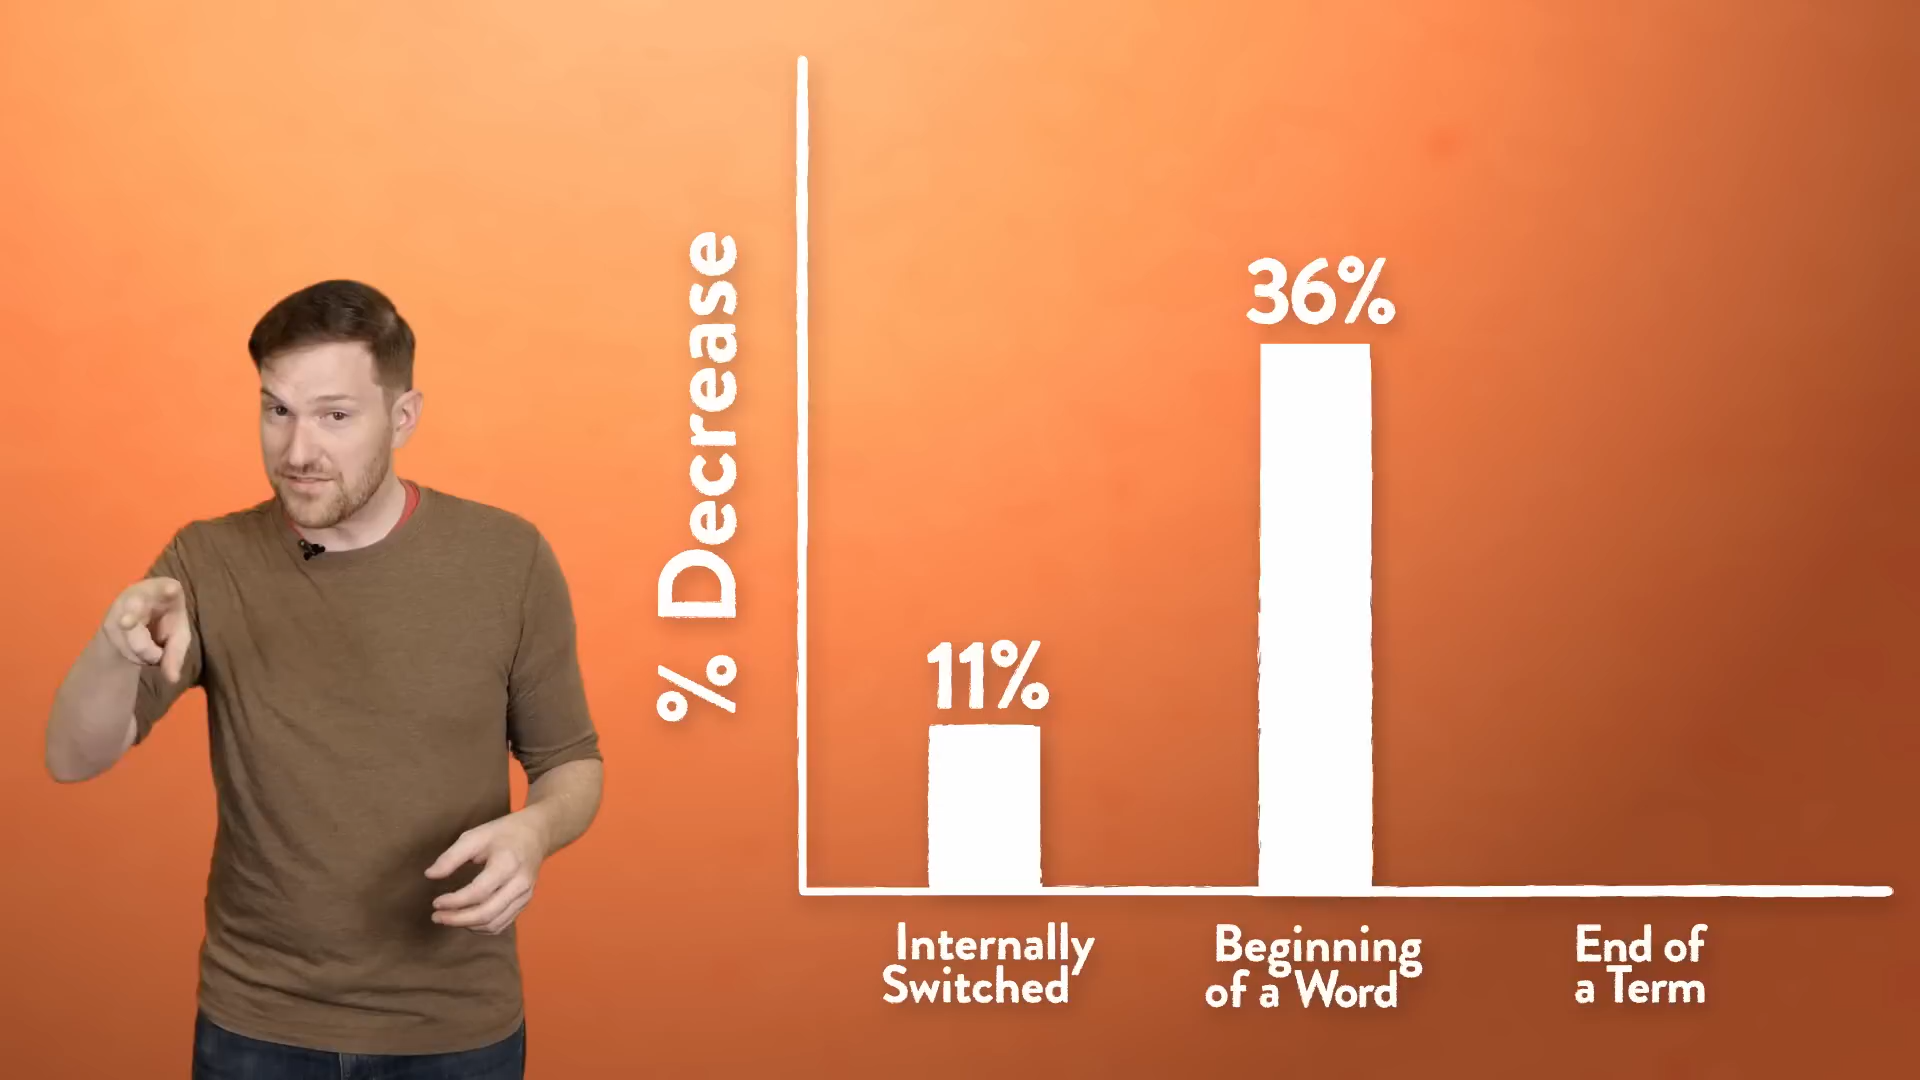 % Decrease
11%
36%
Internally
Switched
Beginning
of a Word
End of
a Term